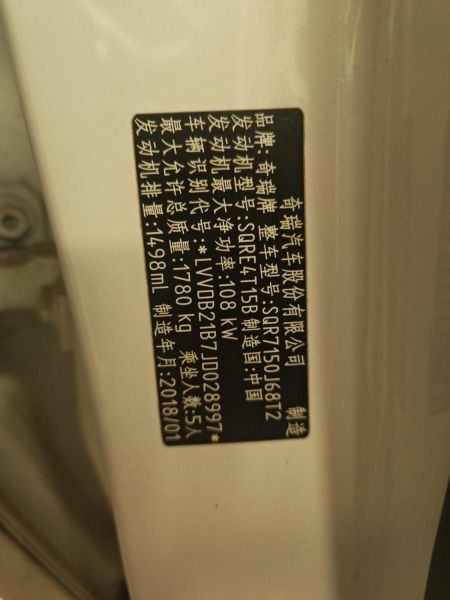 奇瑞汽车股份有限公司 制造
品牌:奇瑞牌 整车型号:SQR7150J68T2
发动机型号:SQRE4T15B 制造国:中国
发动机最大净功率:108 kW
车辆识别代号:*LVVDB21B7JD028997*
最大允许总质量:1780 kg 乘坐人数:5人
发动机排量:1498mL 制造年月:2018/01